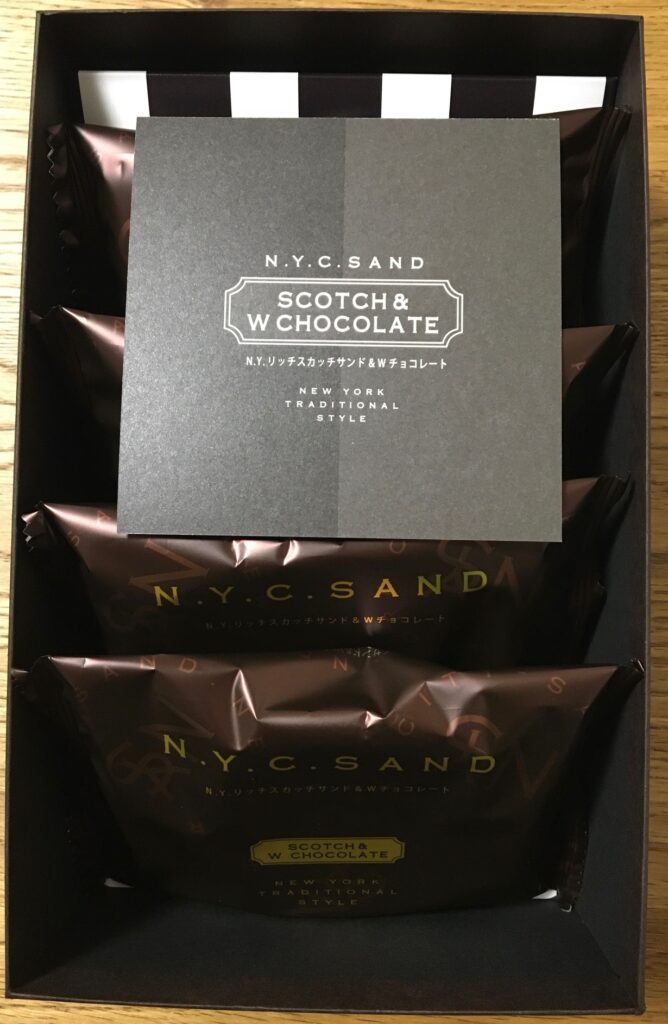 N.Y.C.SAND
SCOTCH &
W CHOCOLATE
N.Y.リッチスカッチサンド&Wチョコレート
NEW YORK
TRADITIONAL
STYLE
N.Y.C.SAND
N.Y.リッチスカッチサンド&Wチョコレート
N.Y.C.SAND
N.Y.リッチスカッチサンド&Wチョコレート
SCOTCH &
W CHOCOLATE
NEW YORK
TRADITIONAL
STYLE